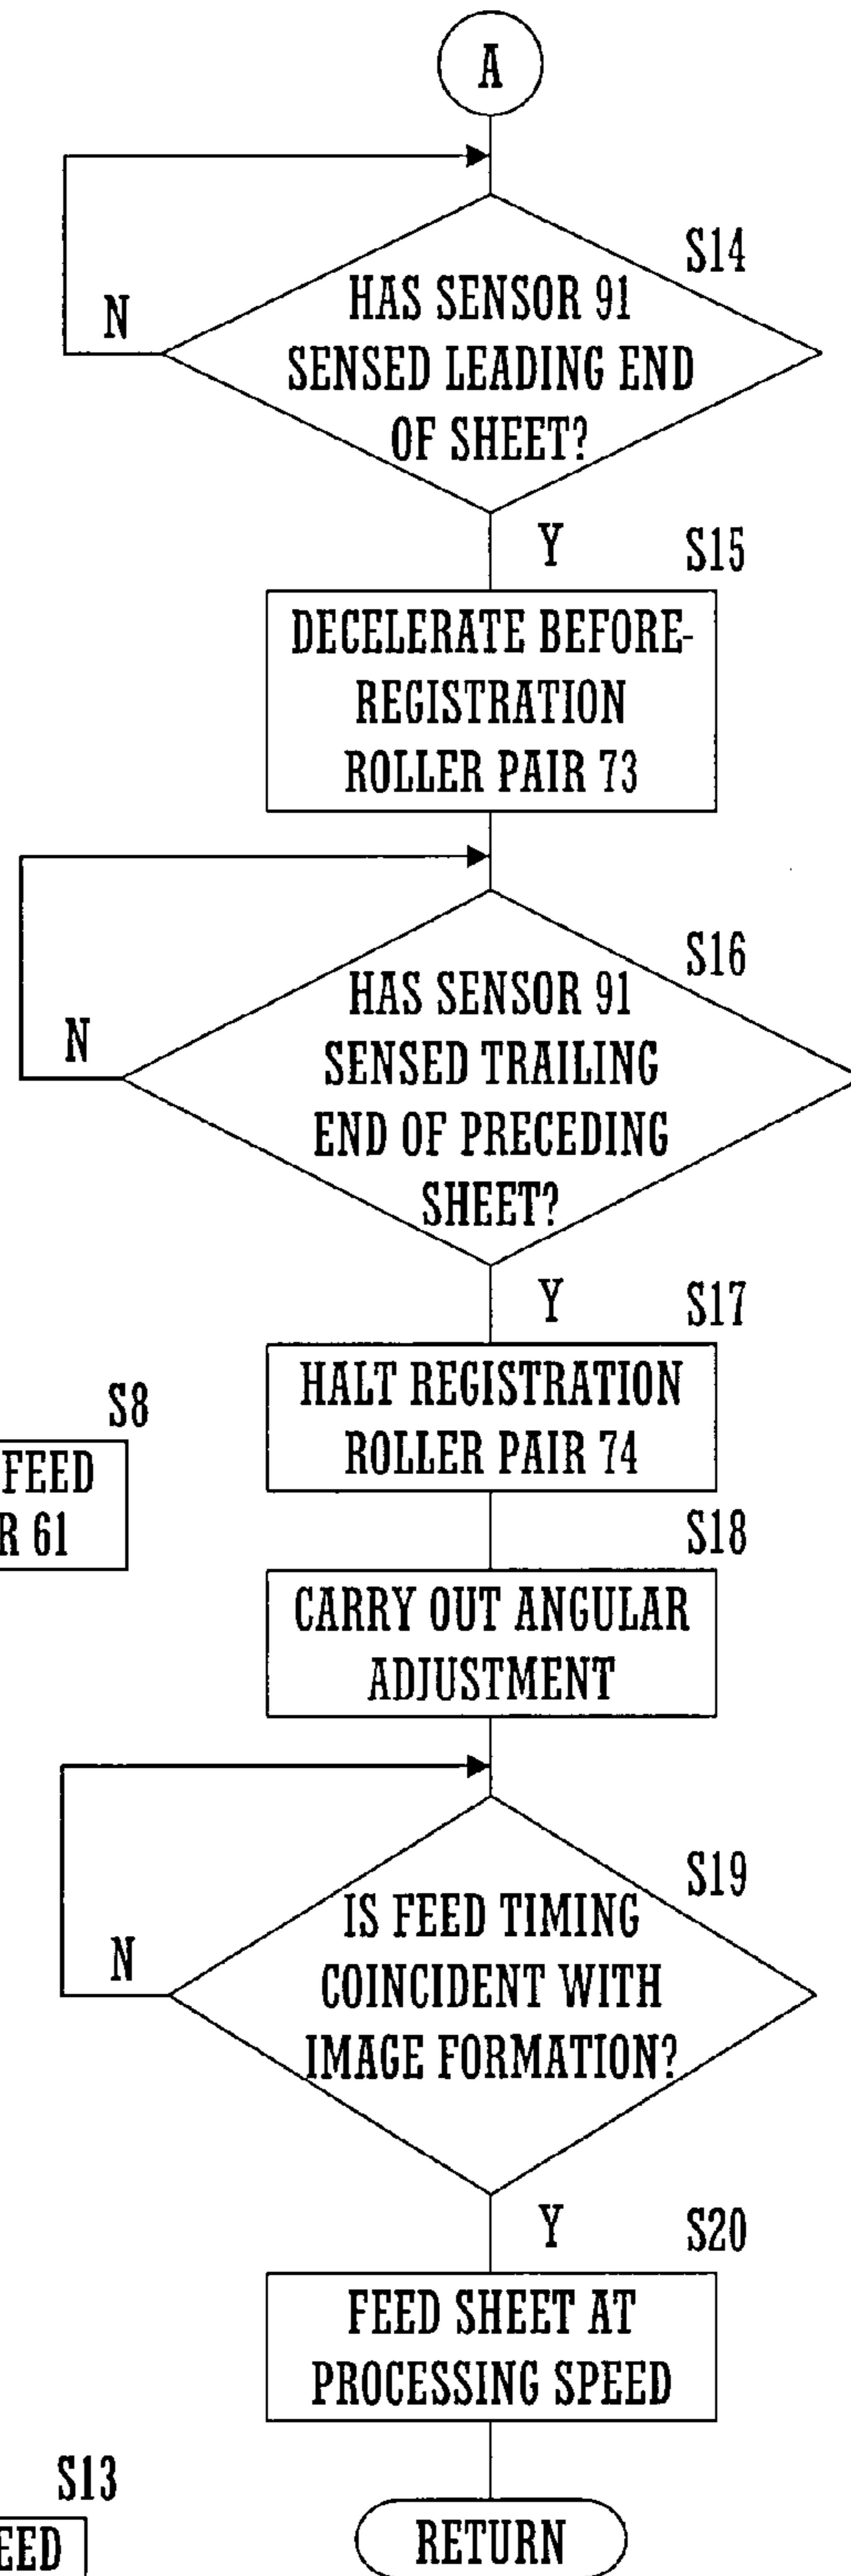 A
S14
N
HAS SENSOR 91
SENSED LEADING END
OF SHEET?
Y
S15
DECELERATE BEFORE-
REGISTRATION
ROLLER PAIR 73
S16
N
HAS SENSOR 91
SENSED TRAILING
END OF PRECEDING
SHEET?
Y
S17
HALT REGISTRATION
ROLLER PAIR 74
S8
FEED
R 61
S18
CARRY OUT ANGULAR
ADJUSTMENT
S19
N
IS FEED TIMING
COINCIDENT WITH
IMAGE FORMATION?
Y
S20
FEED SHEET AT
PROCESSING SPEED
S13
EED
RETURN